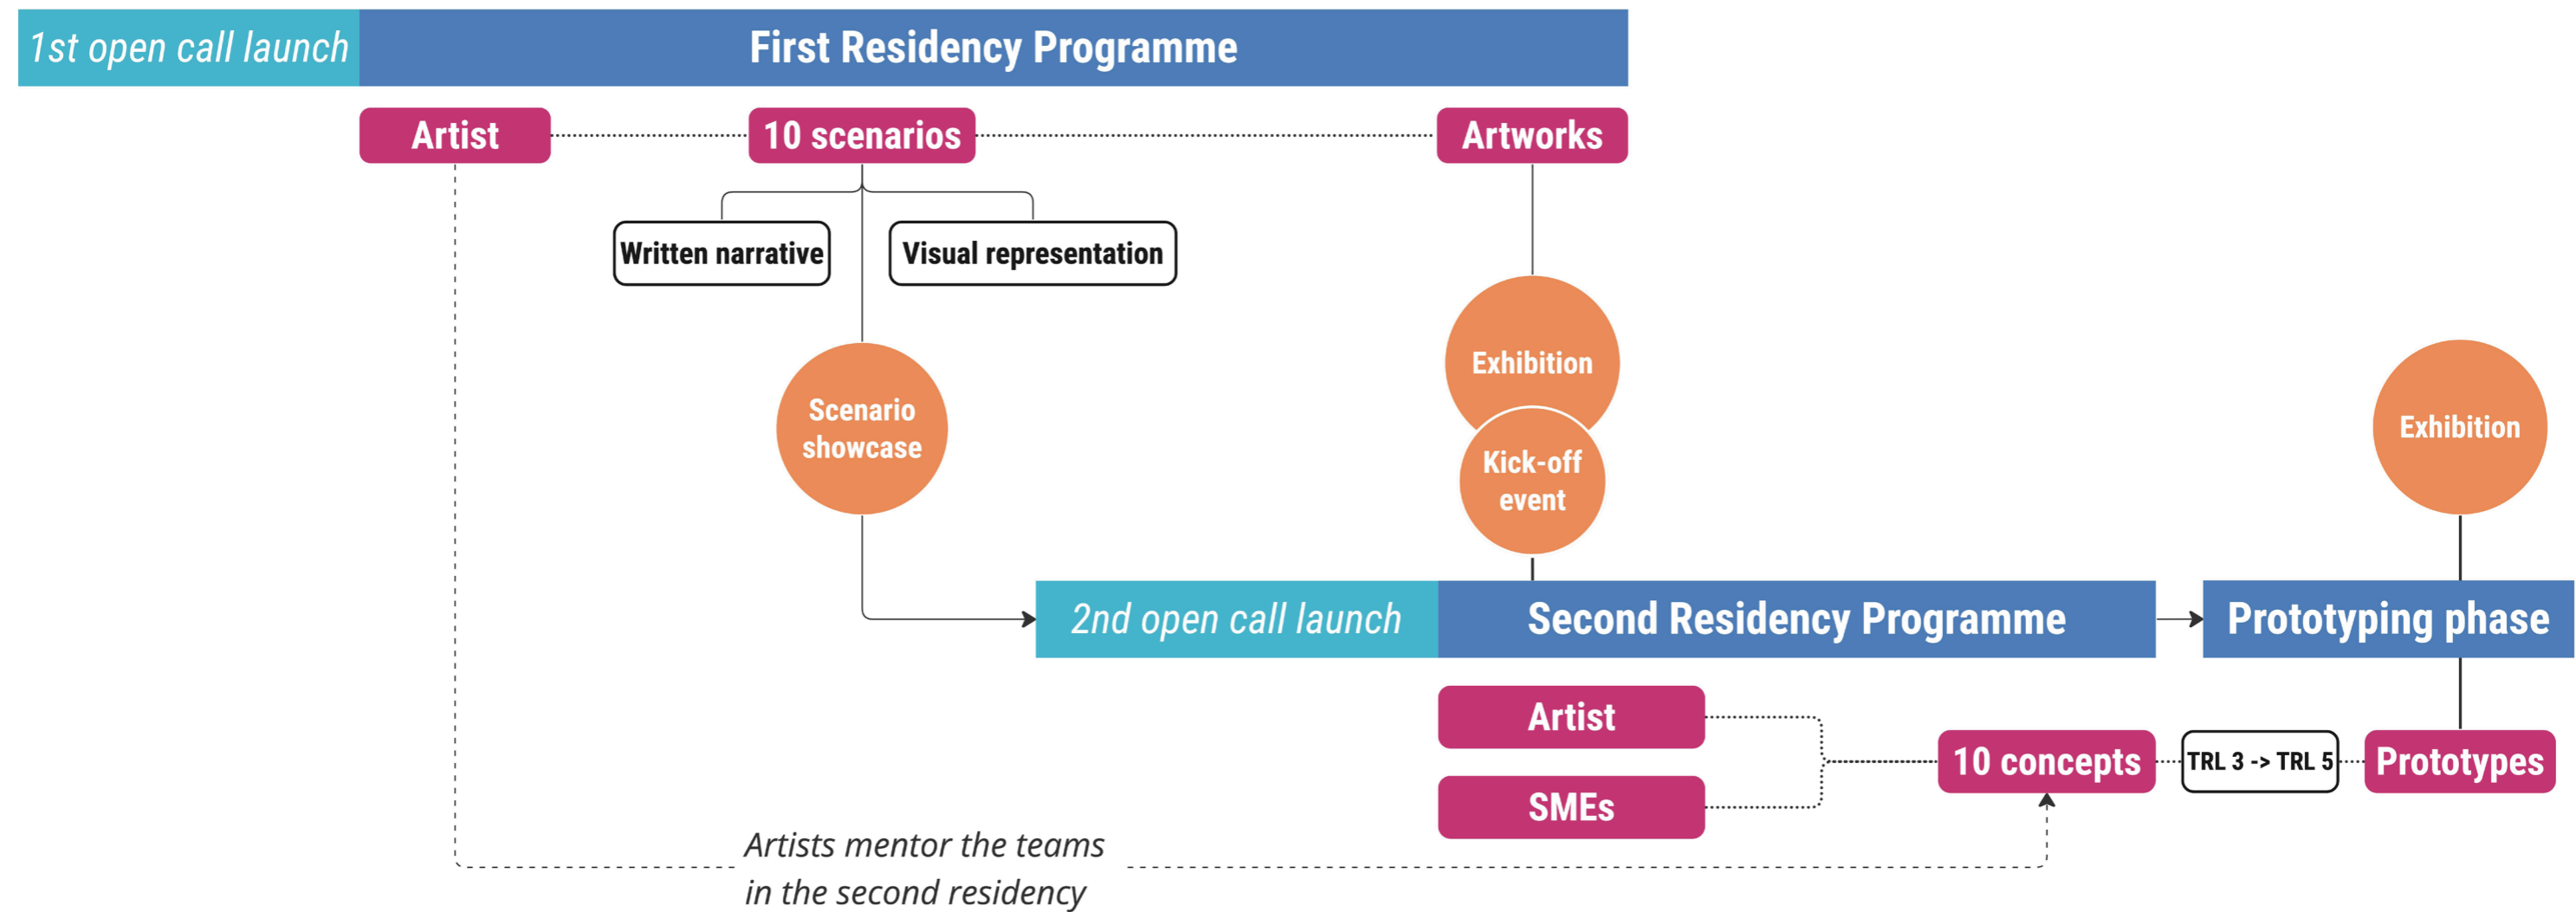 1st open call launch
First Residency Programme
Artist
10 scenarios
Artworks
Written narrative
Visual representation
Scenario
showcase
Exhibition
Kick-off
event
Exhibition
2nd open call launch
Second Residency Programme
Prototyping phase
Artist
SMEs
10 concepts
TRL 3 -> TRL 5
Prototypes
Artists mentor the teams
in the second residency